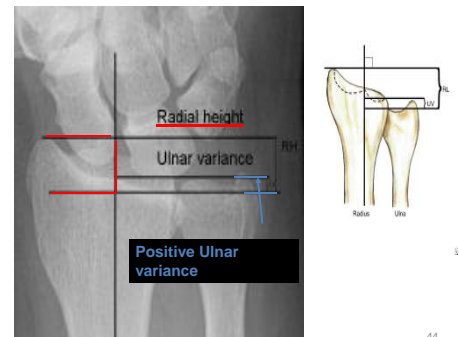 Radial height
RH
Ulnar variance
Positive Ulnar
variance
RL
UV
Radius
Ulna
44